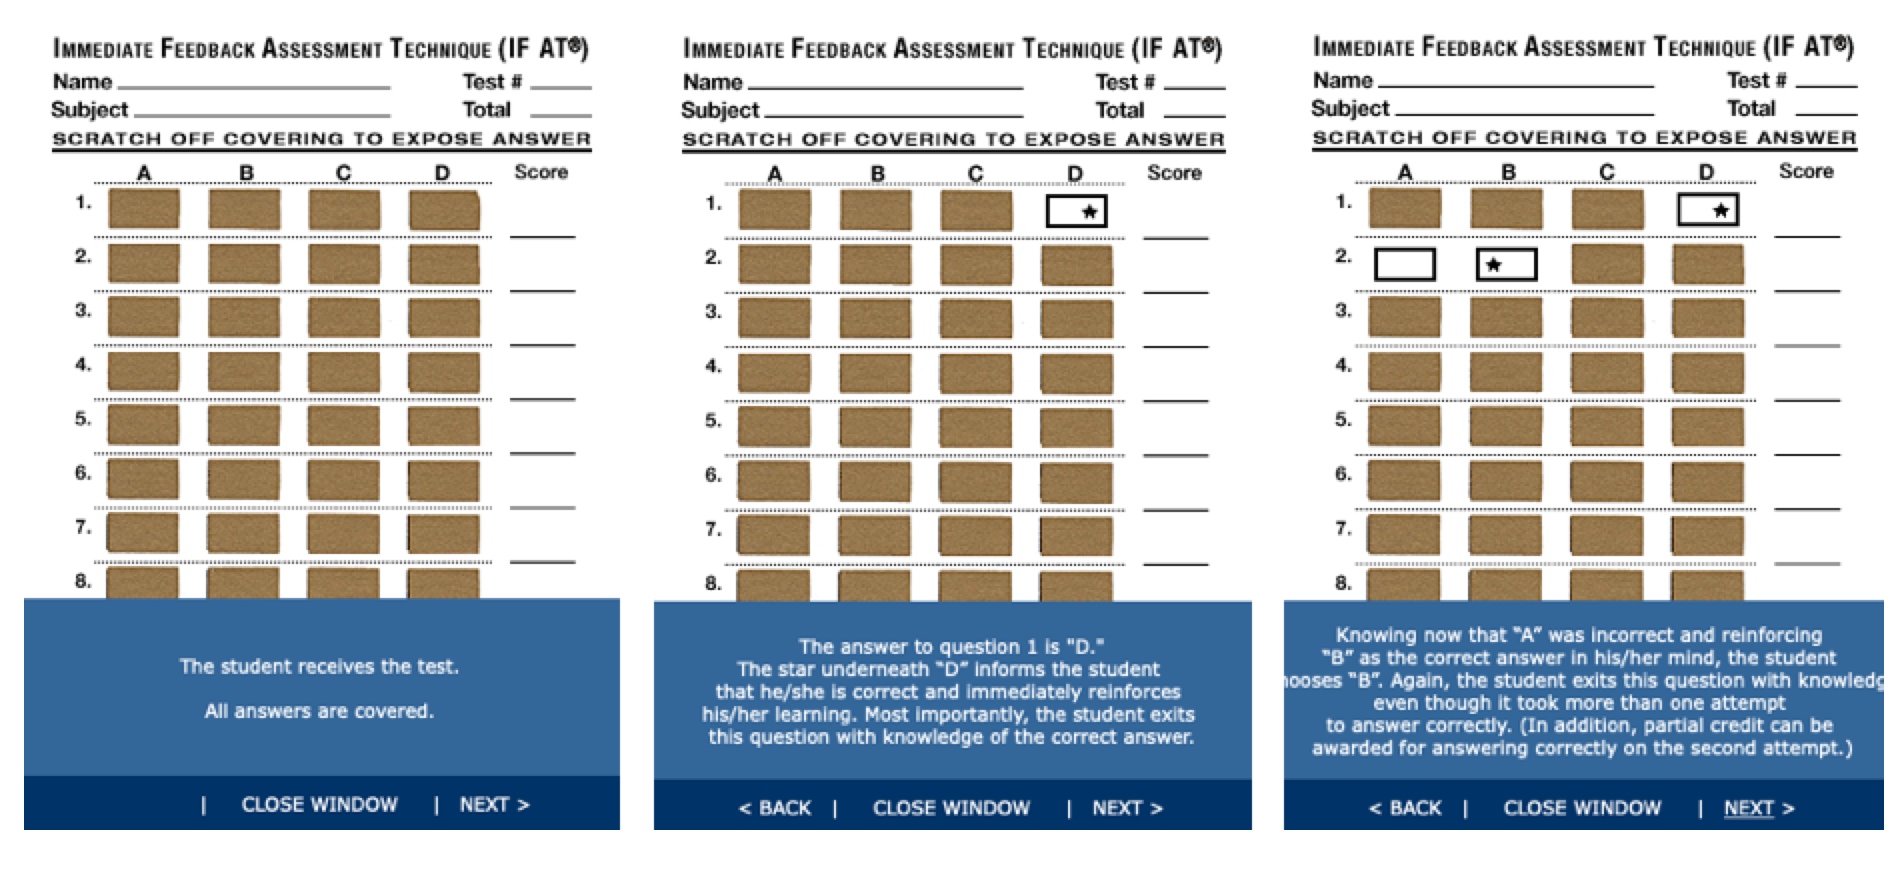 IMMEDIATE FEEDBACK ASSESSMENT TECHNIQUE (IF AT®)
Name Test #
Subject Total
SCRATCH OFF COVERING TO EXPOSE ANSWER
A B C D Score
1.
2.
3.
4.
5.
6.
7.
8.
The student receives the test.
All answers are covered.
| CLOSE WINDOW | NEXT >
IMMEDIATE FEEDBACK ASSESSMENT TECHNIQUE (IF AT®)
Name Test #
Subject Total
SCRATCH OFF COVERING TO EXPOSE ANSWER
A B C D Score
1. ★
2.
3.
4.
5.
6.
7.
8.
The answer to question 1 is "D."
The star underneath "D" informs the student
that he/she is correct and immediately reinforces
his/her learning. Most importantly, the student exits
this question with knowledge of the correct answer.
< BACK | CLOSE WINDOW | NEXT >
IMMEDIATE FEEDBACK ASSESSMENT TECHNIQUE (IF AT®)
Name Test #
Subject Total
SCRATCH OFF COVERING TO EXPOSE ANSWER
A B C D Score
1. ★
2. ★
3.
4.
5.
6.
7.
8.
Knowing now that "A" was incorrect and reinforcing
"B" as the correct answer in his/her mind, the student
hooses "B". Again, the student exits this question with knowledg
even though it took more than one attempt
to answer correctly. (In addition, partial credit can be
awarded for answering correctly on the second attempt.)
< BACK | CLOSE WINDOW | NEXT >